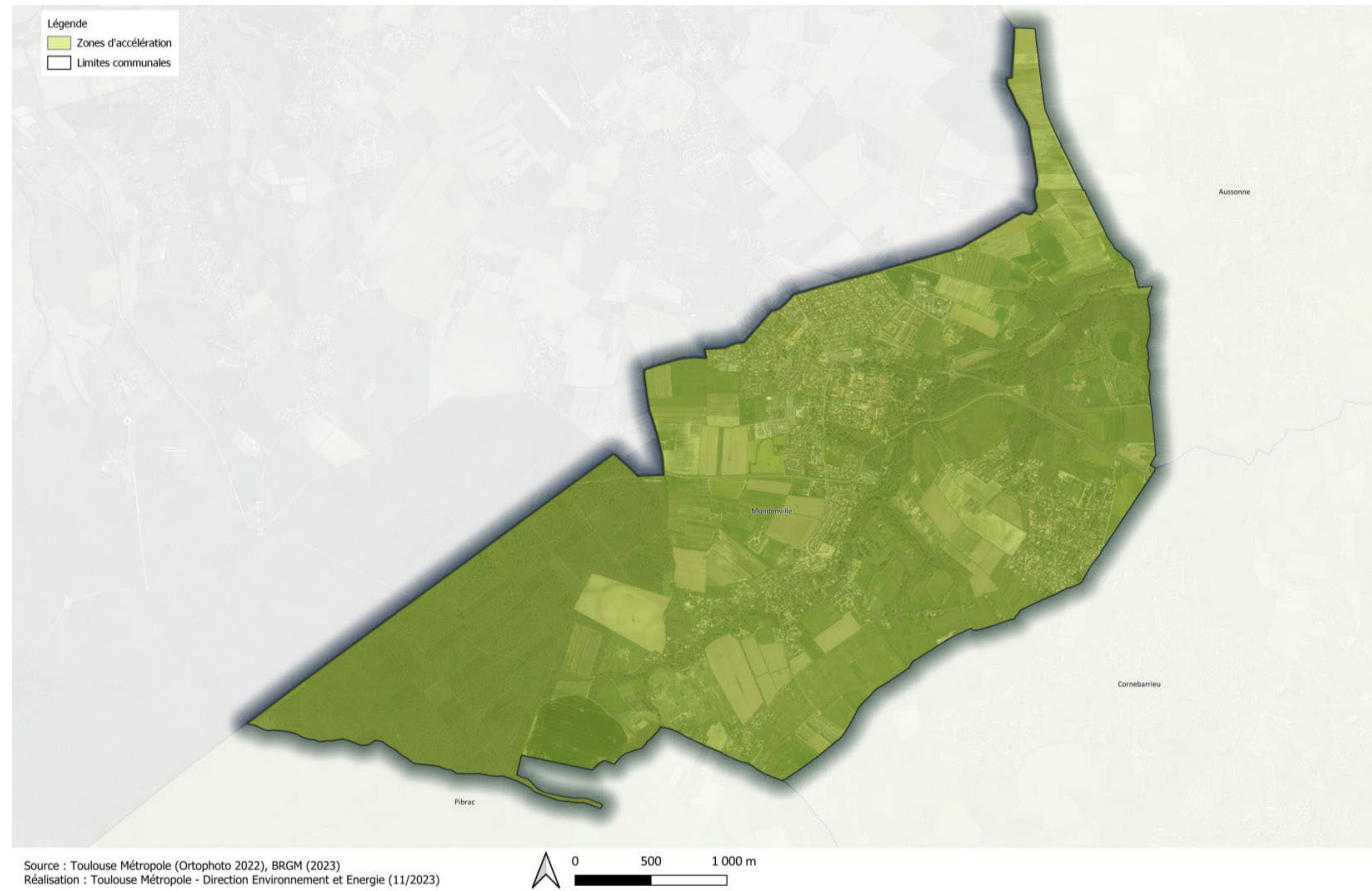 Légende
Zones d'accélération
Limites communales
Aussonne
Mondonville
Cornebarrieu
Pibrac
Source : Toulouse Métropole (Ortophoto 2022), BRGM (2023)
Réalisation : Toulouse Métropole - Direction Environnement et Energie (11/2023)
0 500 1 000 m